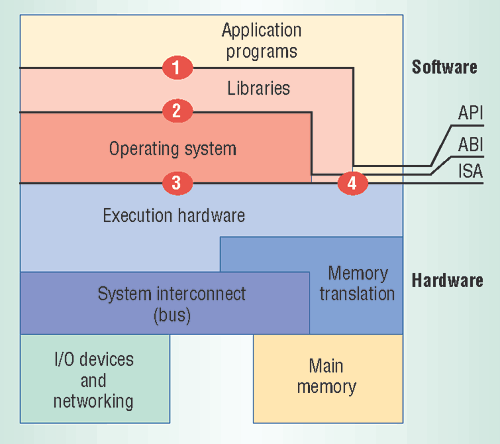 Application
programs
1
Software
Libraries
API
2
ABI
Operating system
ISA
3
4
Execution hardware
Memory
translation
Hardware
System interconnect
(bus)
I/O devices
and
networking
Main
memory